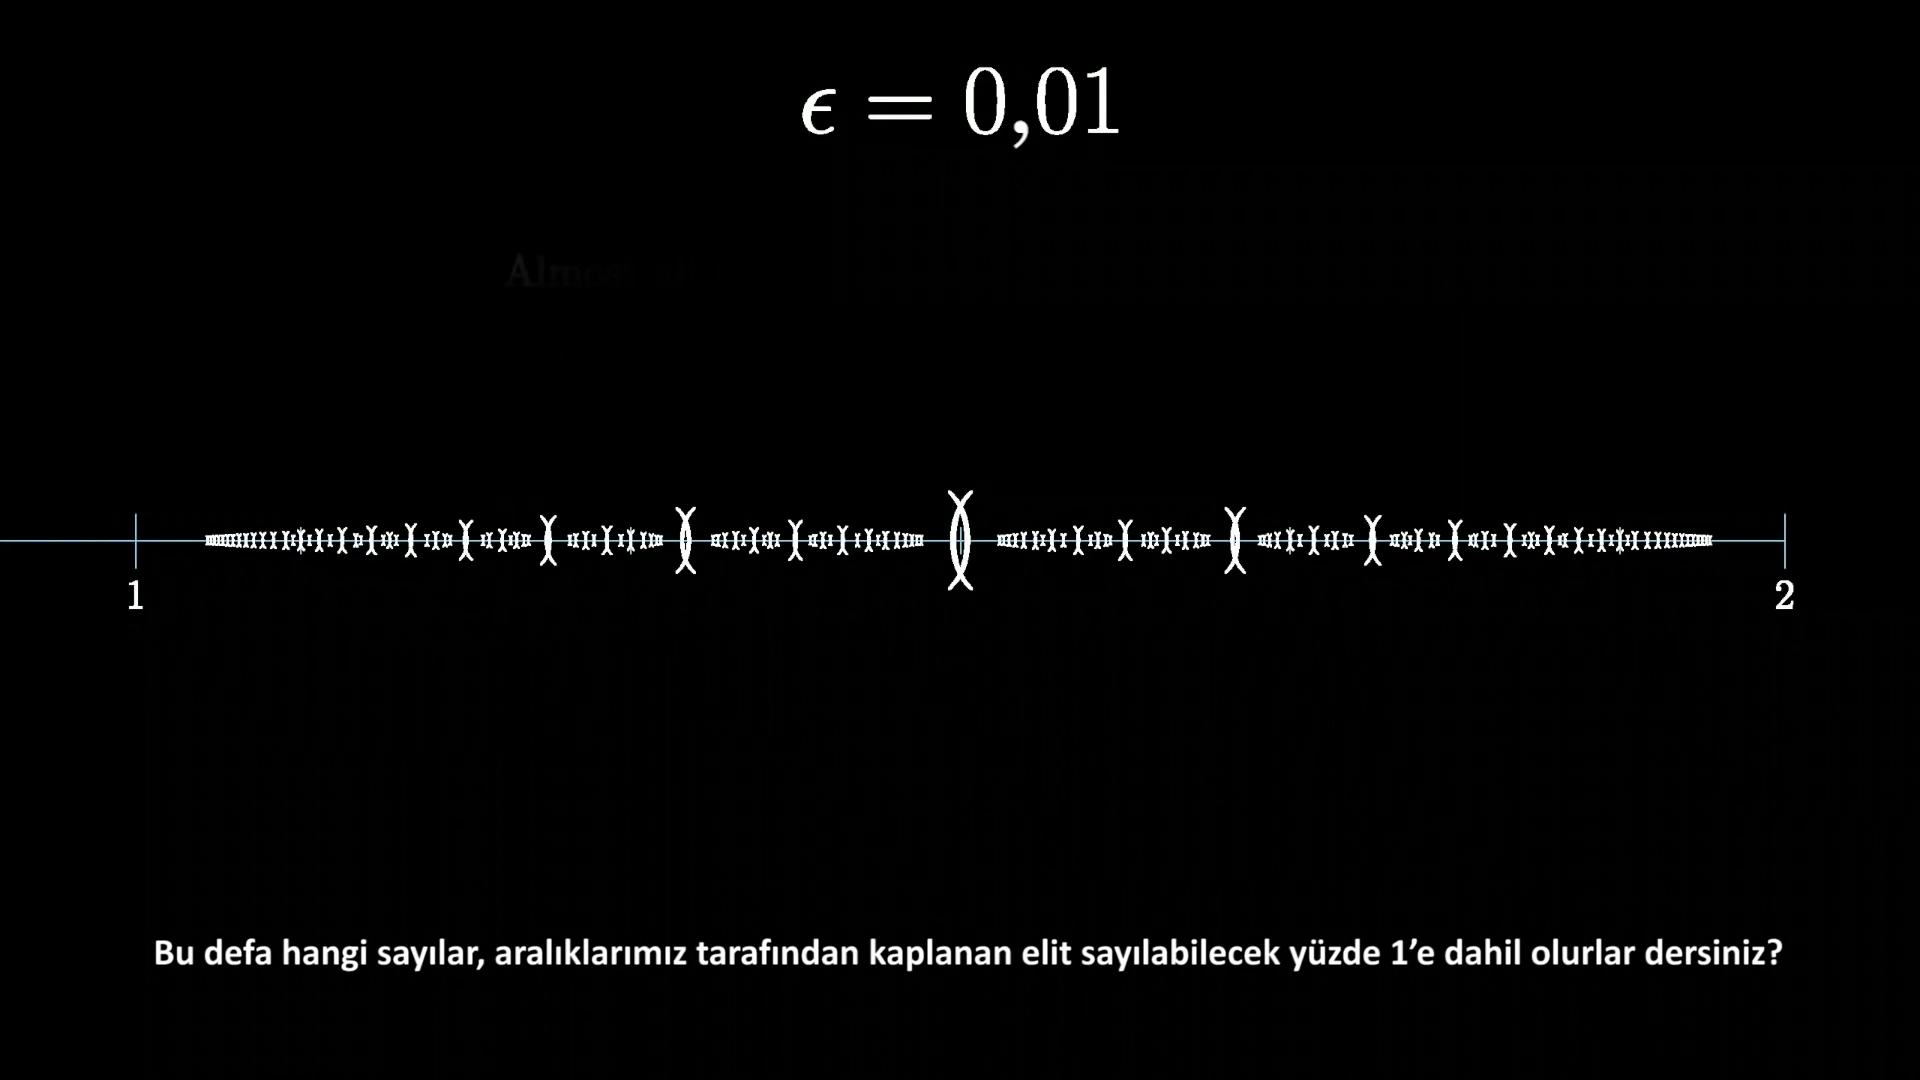 ϵ = 0,01
1 2
Bu defa hangi sayılar, aralıklarımız tarafından kaplanan elit sayılabilecek yüzde 1’e dahil olurlar dersiniz?